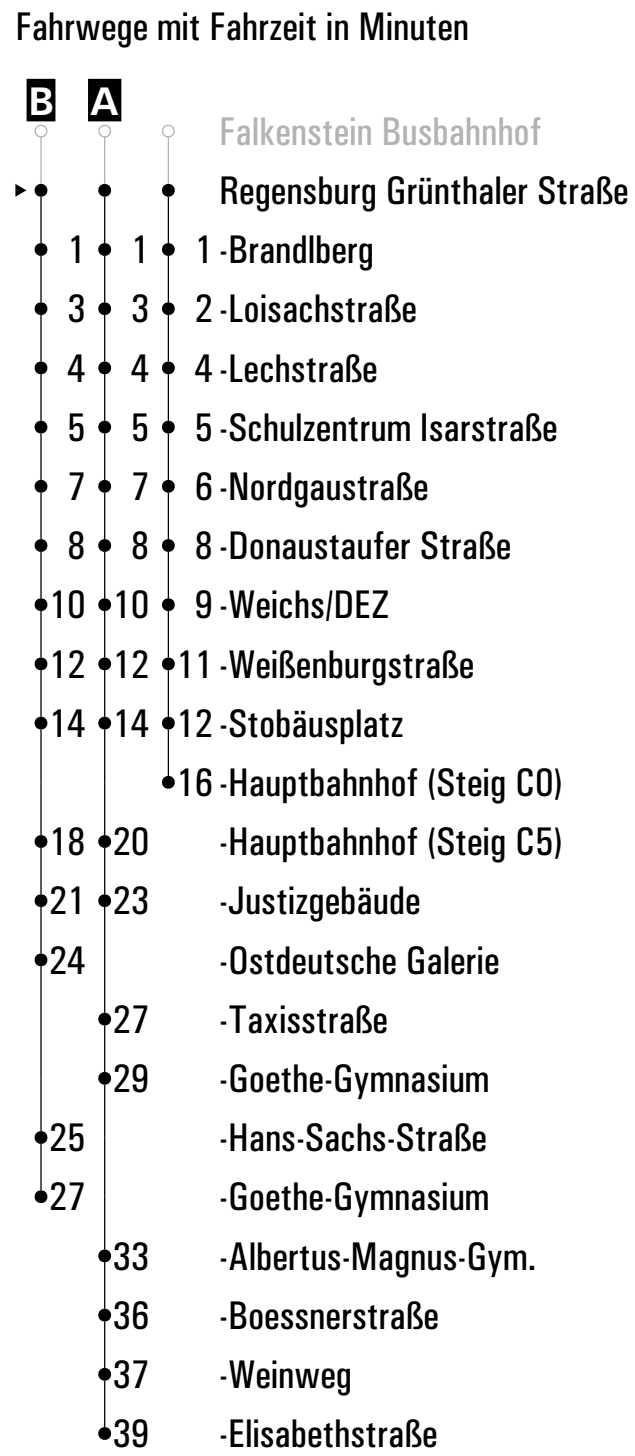 Fahrwege mit Fahrzeit in Minuten
B A
Falkenstein Busbahnhof
Regensburg Grünthaler Straße
1 1 1 -Brandlberg
3 3 2 -Loisachstraße
4 4 4 -Lechstraße
5 5 5 -Schulzentrum Isarstraße
7 7 6 -Nordgaustraße
8 8 8 -Donaustaufer Straße
10 10 9 -Weichs/DEZ
12 12 11 -Weißenburgstraße
14 14 12 -Stobäusplatz
16 -Hauptbahnhof (Steig C0)
18 20 -Hauptbahnhof (Steig C5)
21 23 -Justizgebäude
24 -Ostdeutsche Galerie
27 -Taxisstraße
29 -Goethe-Gymnasium
25 -Hans-Sachs-Straße
27 -Goethe-Gymnasium
33 -Albertus-Magnus-Gym.
36 -Boessnerstraße
37 -Weinweg
39 -Elisabethstraße